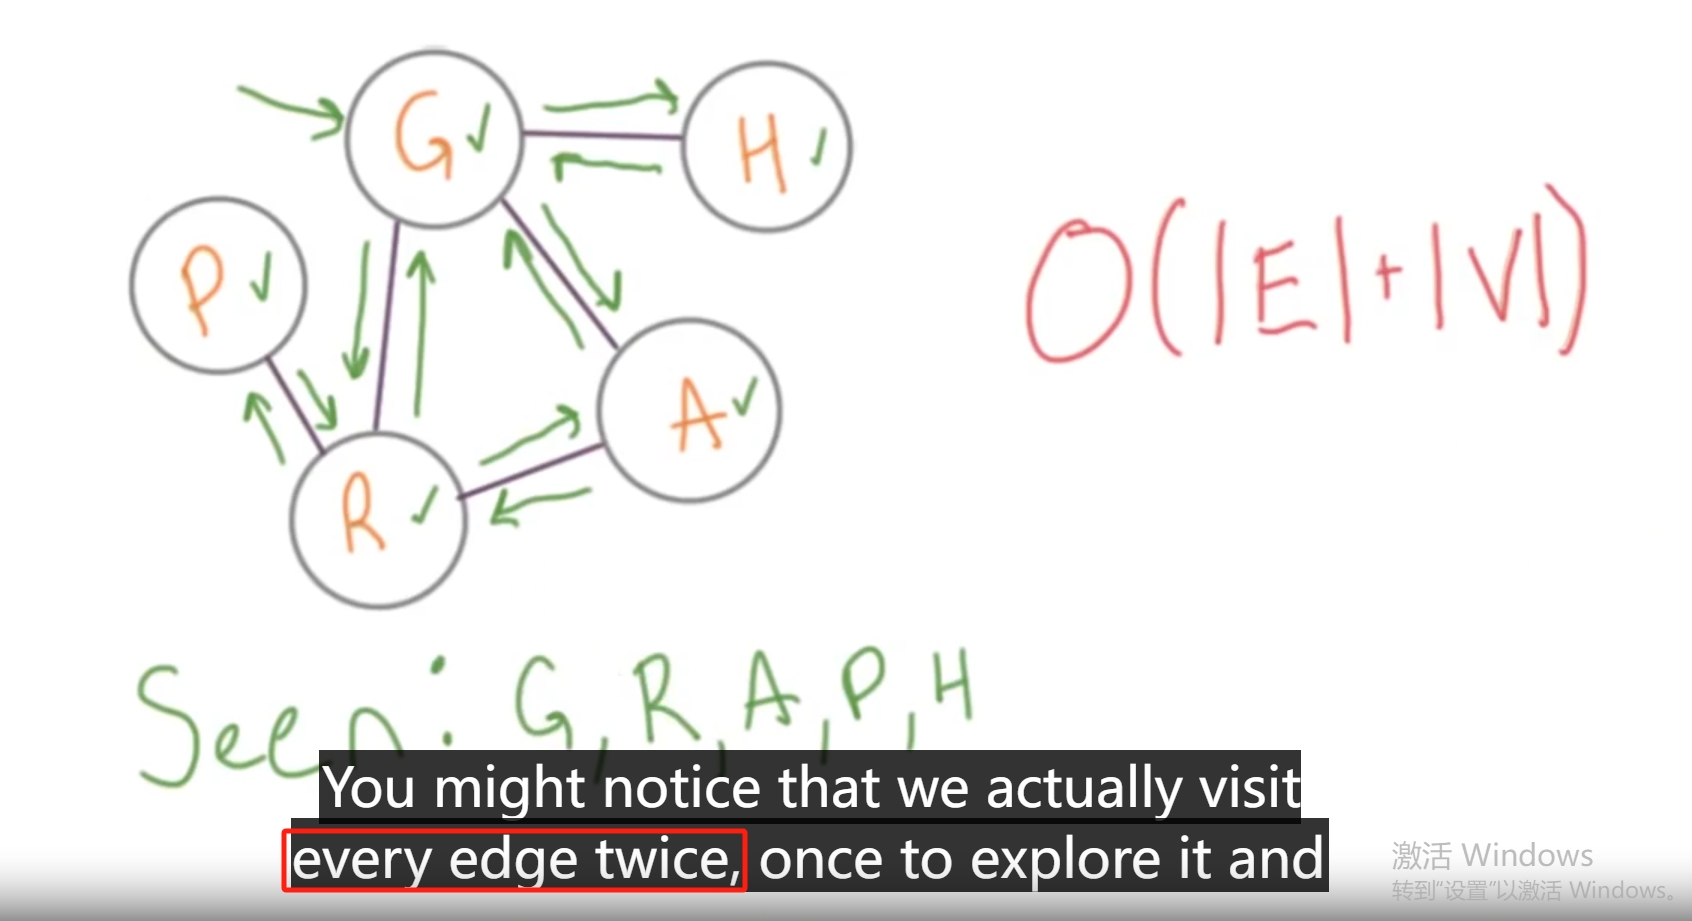 G✓
H✓
P✓
O(|E|+|V|)
A✓
R✓
Seen: G, R, A, P, H
You might notice that we actually visit
every edge twice, once to explore it and
激活 Windows
转到“设置”以激活 Windows。